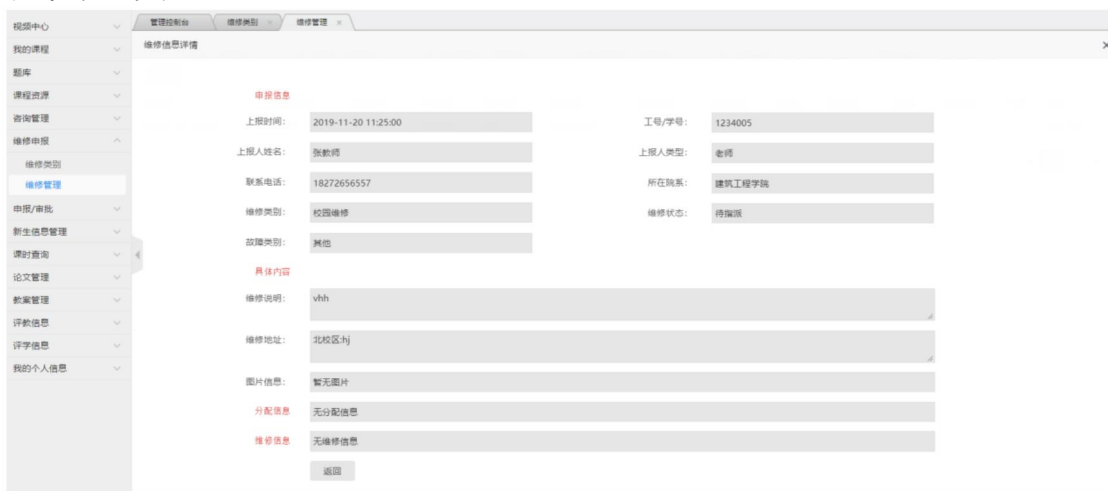 视频中心
我的课程
题库
课程资源
咨询管理
维修申报
维修类别
维修管理
申报/审批
新生信息管理
课时查询
论文管理
教案管理
评教信息
评学信息
我的个人信息
管理控制台 维修类别 × 维修管理 ×
维修信息详情 ×
申报信息
上报时间: 2019-11-20 11:25:00 工号/学号: 1234005
上报人姓名: 张教师 上报人类型: 老师
联系电话: 18272656557 所在院系: 建筑工程学院
维修类别: 校园维修 维修状态: 待指派
故障类别: 其他
具体内容
维修说明: vhh
维修地址: 北校区:hj
图片信息: 暂无图片
分配信息 无分配信息
维修信息 无维修信息
返回